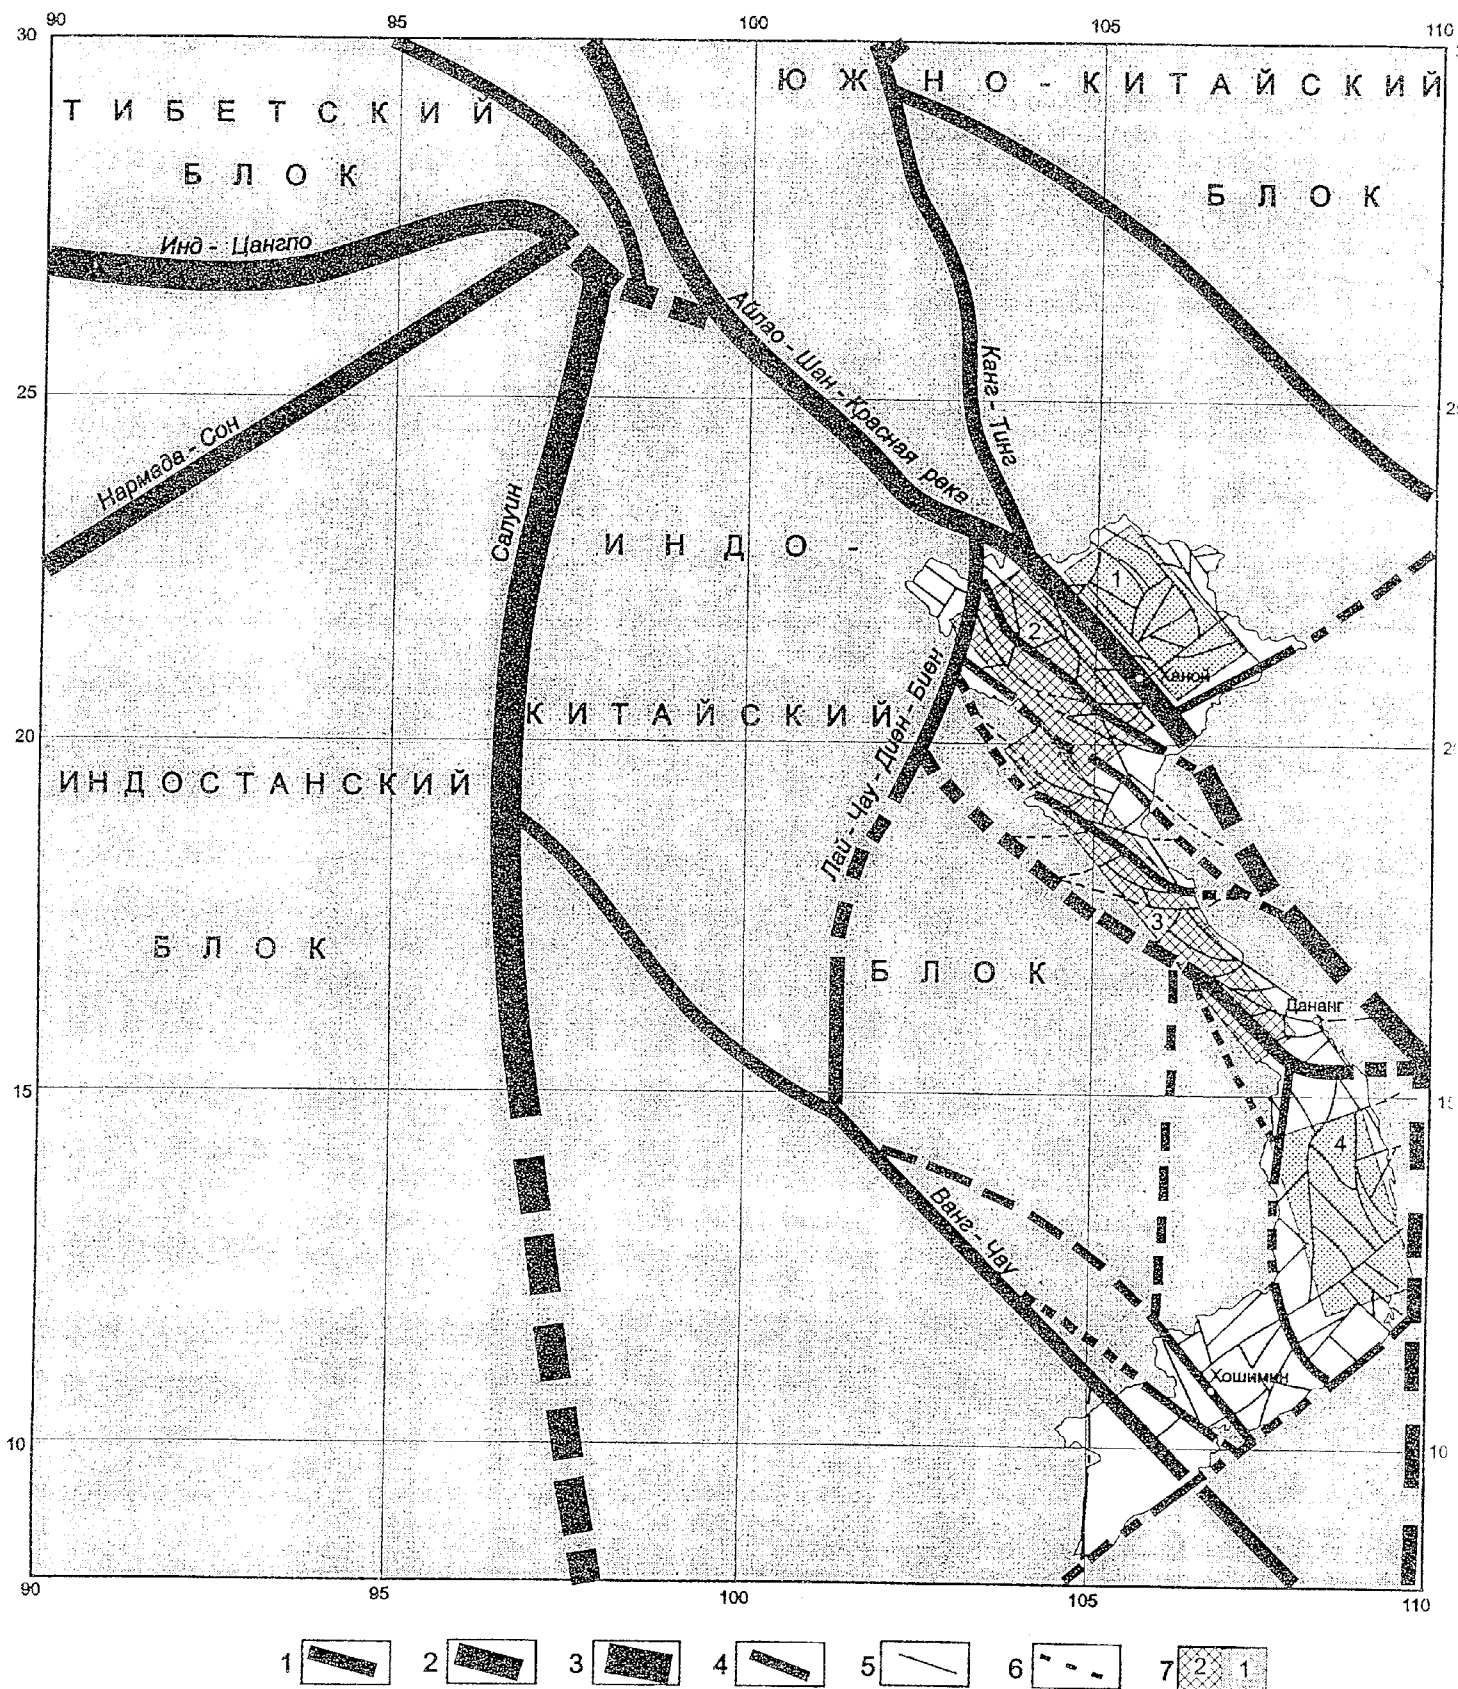 90 95 100 105 110
30
Ю Ж Н О - К И Т А Й С К И Й
Т И Б Е Т С К И Й
Б Л О К
Б Л О К
Инд - Цангпо
Айлао - Шан - Красная река
Канг - Тинг
25
Нармада - Сон
Салуин
И Н Д О -
1
2
Ханой
Лай - Чау - Диен - Биен
К И Т А Й С К И Й
20
И Н Д О С Т А Н С К И Й
3
Б Л О К
Б Л О К
Дананг
15
4
Ванг - Чау
Хошимин
10 10
90 95 100 105 110
1 2 3 4 5 6 7 2 1